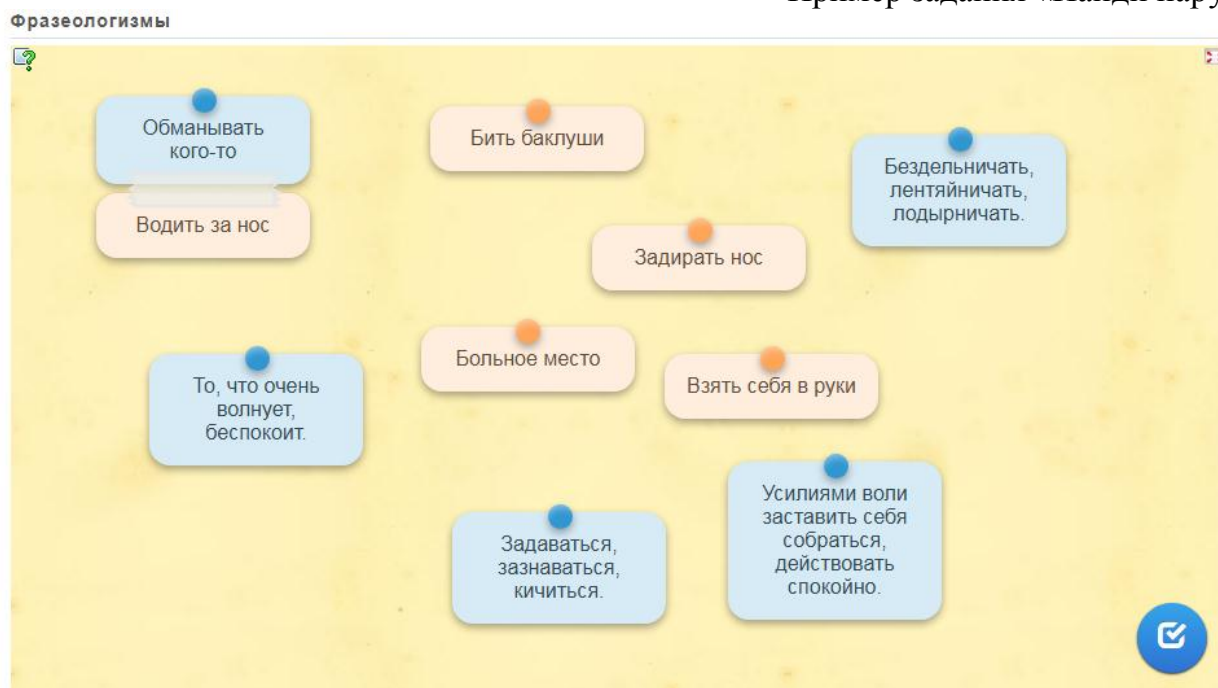 Пример задания «Найди пару
Фразеологизмы
Обманывать
кого-то
Водить за нос
Бить баклуши
Бездельничать,
лентяйничать,
лодырничать.
Задирать нос
Больное место
Взять себя в руки
То, что очень
волнует,
беспокоит.
Задаваться,
зазнаваться,
кичиться.
Усилиями воли
заставить себя
собраться,
действовать
спокойно.